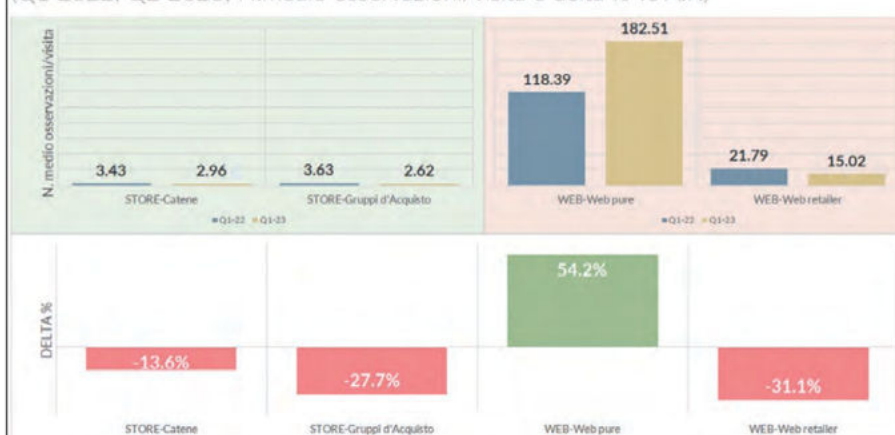 182.51
118.39
N. medio osservazioni/visita
3.43 2.96 3.63 2.62 21.79 15.02
STORE-Catene STORE-Gruppi d'Acquisto WEB-Web pure WEB-Web retailer
Q1-22 Q1-23 Q1-22 Q1-23
54.2%
DELTA %
-13.6%
-27.7% -31.1%
STORE-Catene STORE-Gruppi d'Acquisto WEB-Web pure WEB-Web retailer